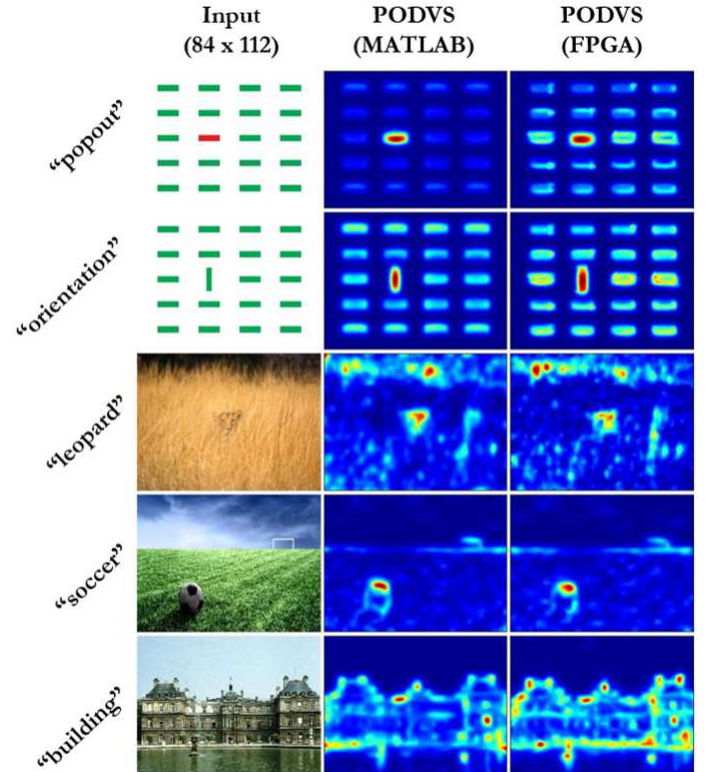 Input PODVS PODVS
(84 x 112) (MATLAB) (FPGA)
“popout”
“orientation”
“leopard”
“soccer”
“building”